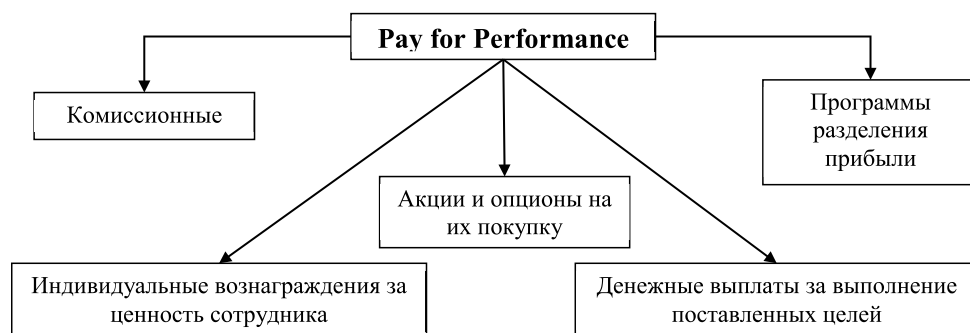 Pay for Performance
Комиссионные
Программы
разделения
прибыли
Акции и опционы на
их покупку
Индивидуальные вознаграждения за
ценность сотрудника
Денежные выплаты за выполнение
поставленных целей